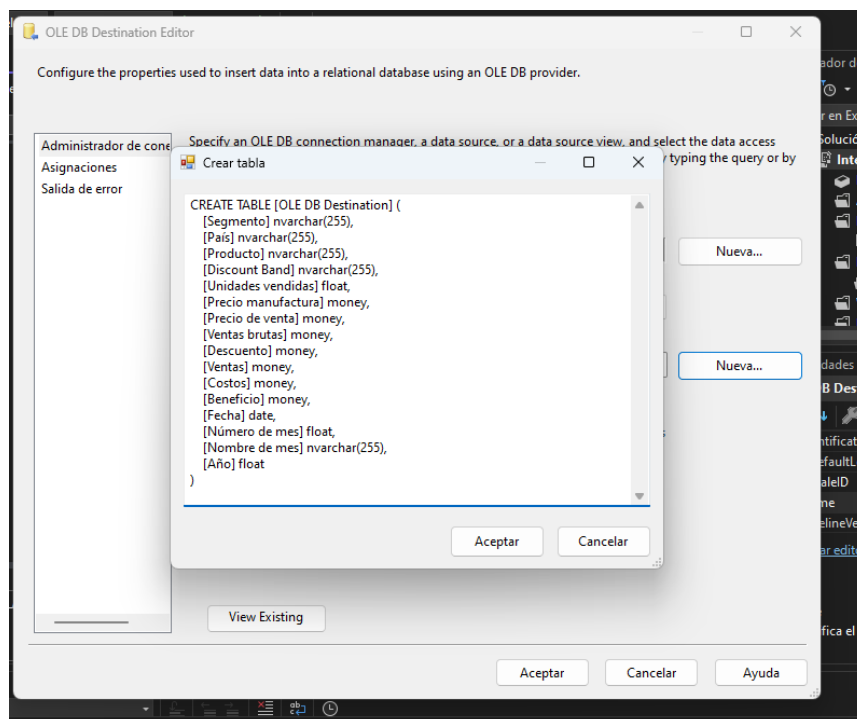 OLE DB Destination Editor
Configure the properties used to insert data into a relational database using an OLE DB provider.
Administrador de cone
Asignaciones
Salida de error
Specify an OLE DB connection manager, a data source, or a data source view, and select the data access
typing the query or by
Crear tabla
CREATE TABLE [OLE DB Destination] (
[Segmento] nvarchar(255),
[País] nvarchar(255),
[Producto] nvarchar(255),
[Discount Band] nvarchar(255),
[Unidades vendidas] float,
[Precio manufactura] money,
[Precio de venta] money,
[Ventas brutas] money,
[Descuento] money,
[Ventas] money,
[Costos] money,
[Beneficio] money,
[Fecha] date,
[Número de mes] float,
[Nombre de mes] nvarchar(255),
[Año] float
)
Aceptar
Cancelar
Nueva...
Nueva...
View Existing
Aceptar
Cancelar
Ayuda
ador d
r en Ex
Solució
Inte
dades
B Des
ntificat
efaultL
aleID
me
elineVe
ar edit
fica el